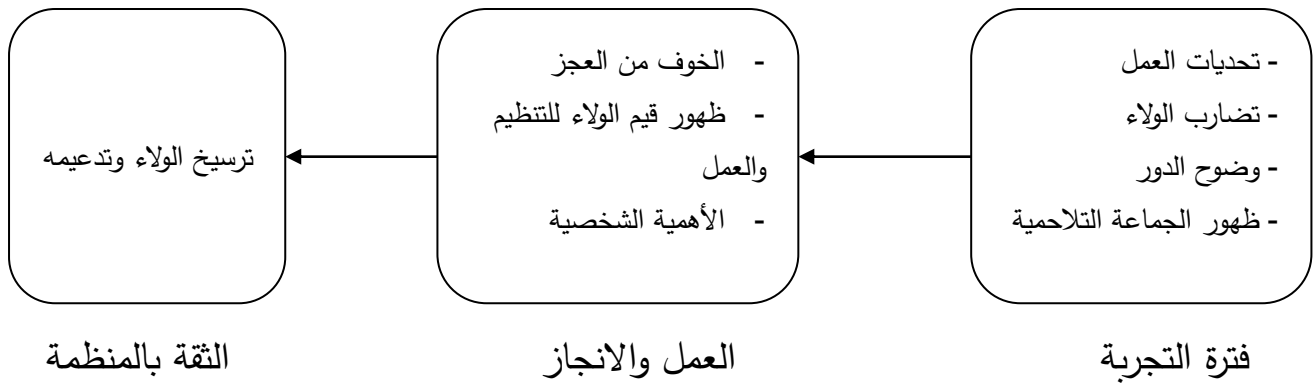 - تحديات العمل
- تضارب الولاء
- وضوح الدور
- ظهور الجماعة التلاحمية
- الخوف من العجز
- ظهور قيم الولاء للتنظيم
والعمل
- الأهمية الشخصية
ترسيخ الولاء وتدعيمه
فترة التجربة
العمل والانجاز
الثقة بالمنظمة